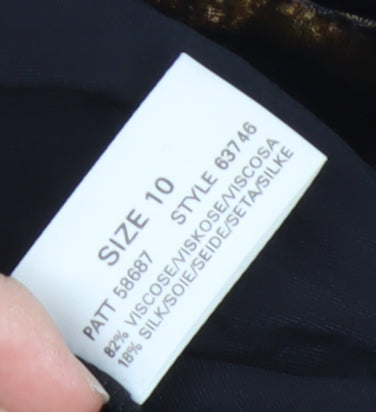 SIZE 10
PATT 58687 STYLE 63746
82% VISCOSE/VISKOSE/VISCOSA
18% SILK/SOIE/SEIDE/SETA/SILKE